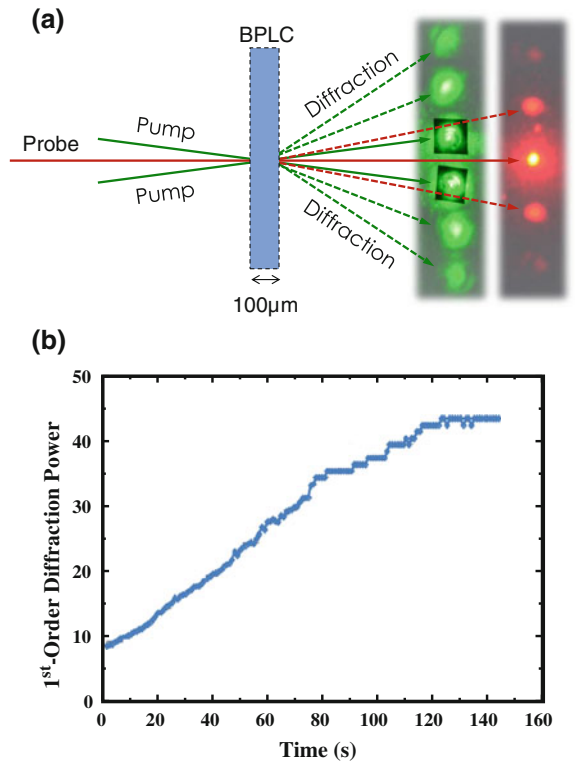 (a)
BPLC
Pump
Probe
Pump
Diffraction
Diffraction
100μm
(b)
50
40
30
20
10
0
0 20 40 60 80 100 120 140 160
1st-Order Diffraction Power
Time (s)